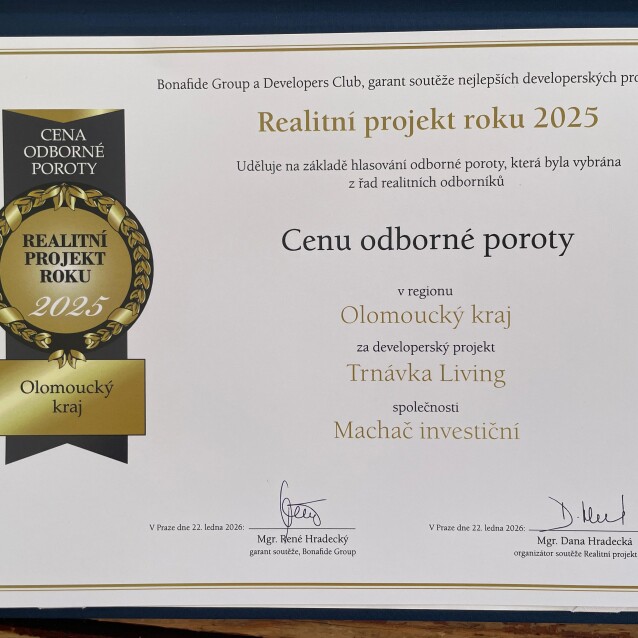 Bonafide Group a Developers Club, garant soutěže nejlepších developerských
Realitní projekt roku 2025
Uděluje na základě hlasování odborné poroty, která byla vybrána
z řad realitních odborníků
Cenu odborné poroty
v regionu
Olomoucký kraj
za developerský projekt
Trnávka Living
společnosti
Machač investiční
CENA
ODBORNÉ
POROTY
REALITNÍ
PROJEKT
ROKU
2025
Olomoucký
kraj
V Praze dne 22. ledna 2026:
Mgr. René Hradecký
garant soutěže, Bonafide Group
V Praze dne 22. ledna 2026:
Mgr. Dana Hradecká
organizátor soutěže Realitní projekt